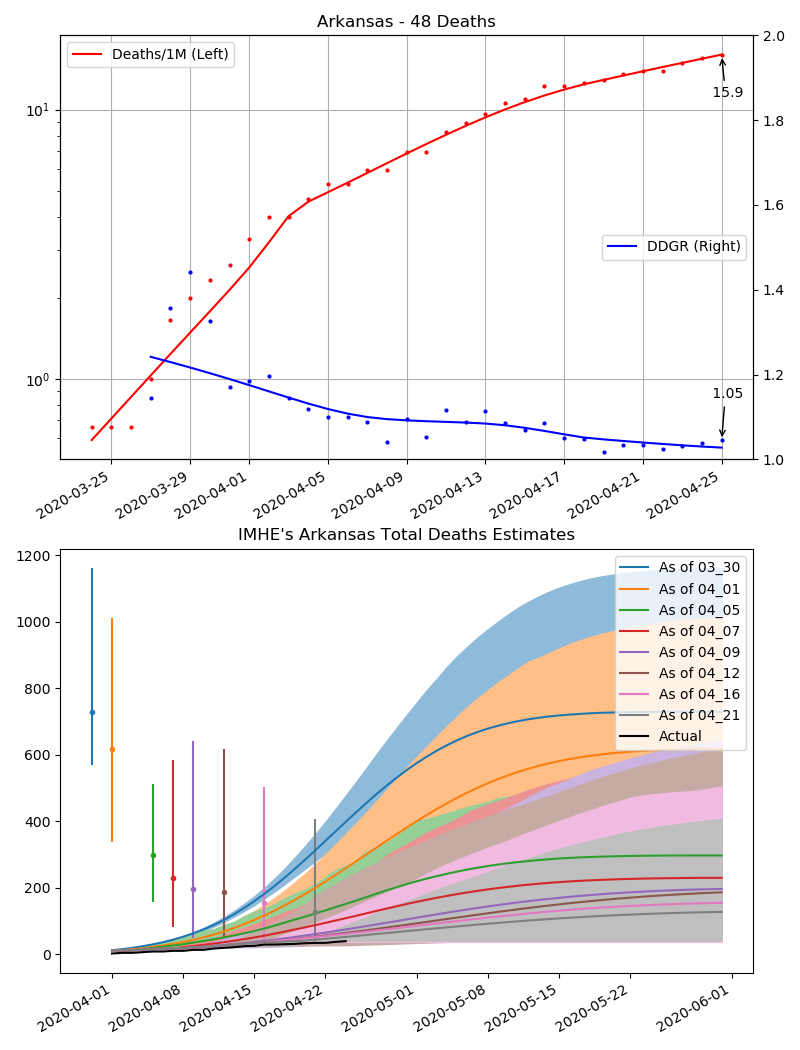 Arkansas - 48 Deaths
Deaths/1M (Left)
DDGR (Right)
15.9
1.05
10^1
10^0
2.0
1.8
1.6
1.4
1.2
1.0
2020-03-25
2020-03-29
2020-04-01
2020-04-05
2020-04-09
2020-04-13
2020-04-17
2020-04-21
2020-04-25
IMHE's Arkansas Total Deaths Estimates
1200
1000
800
600
400
200
0
As of 03_30
As of 04_01
As of 04_05
As of 04_07
As of 04_09
As of 04_12
As of 04_16
As of 04_21
Actual
2020-04-01
2020-04-08
2020-04-15
2020-04-22
2020-05-01
2020-05-08
2020-05-15
2020-05-22
2020-06-01